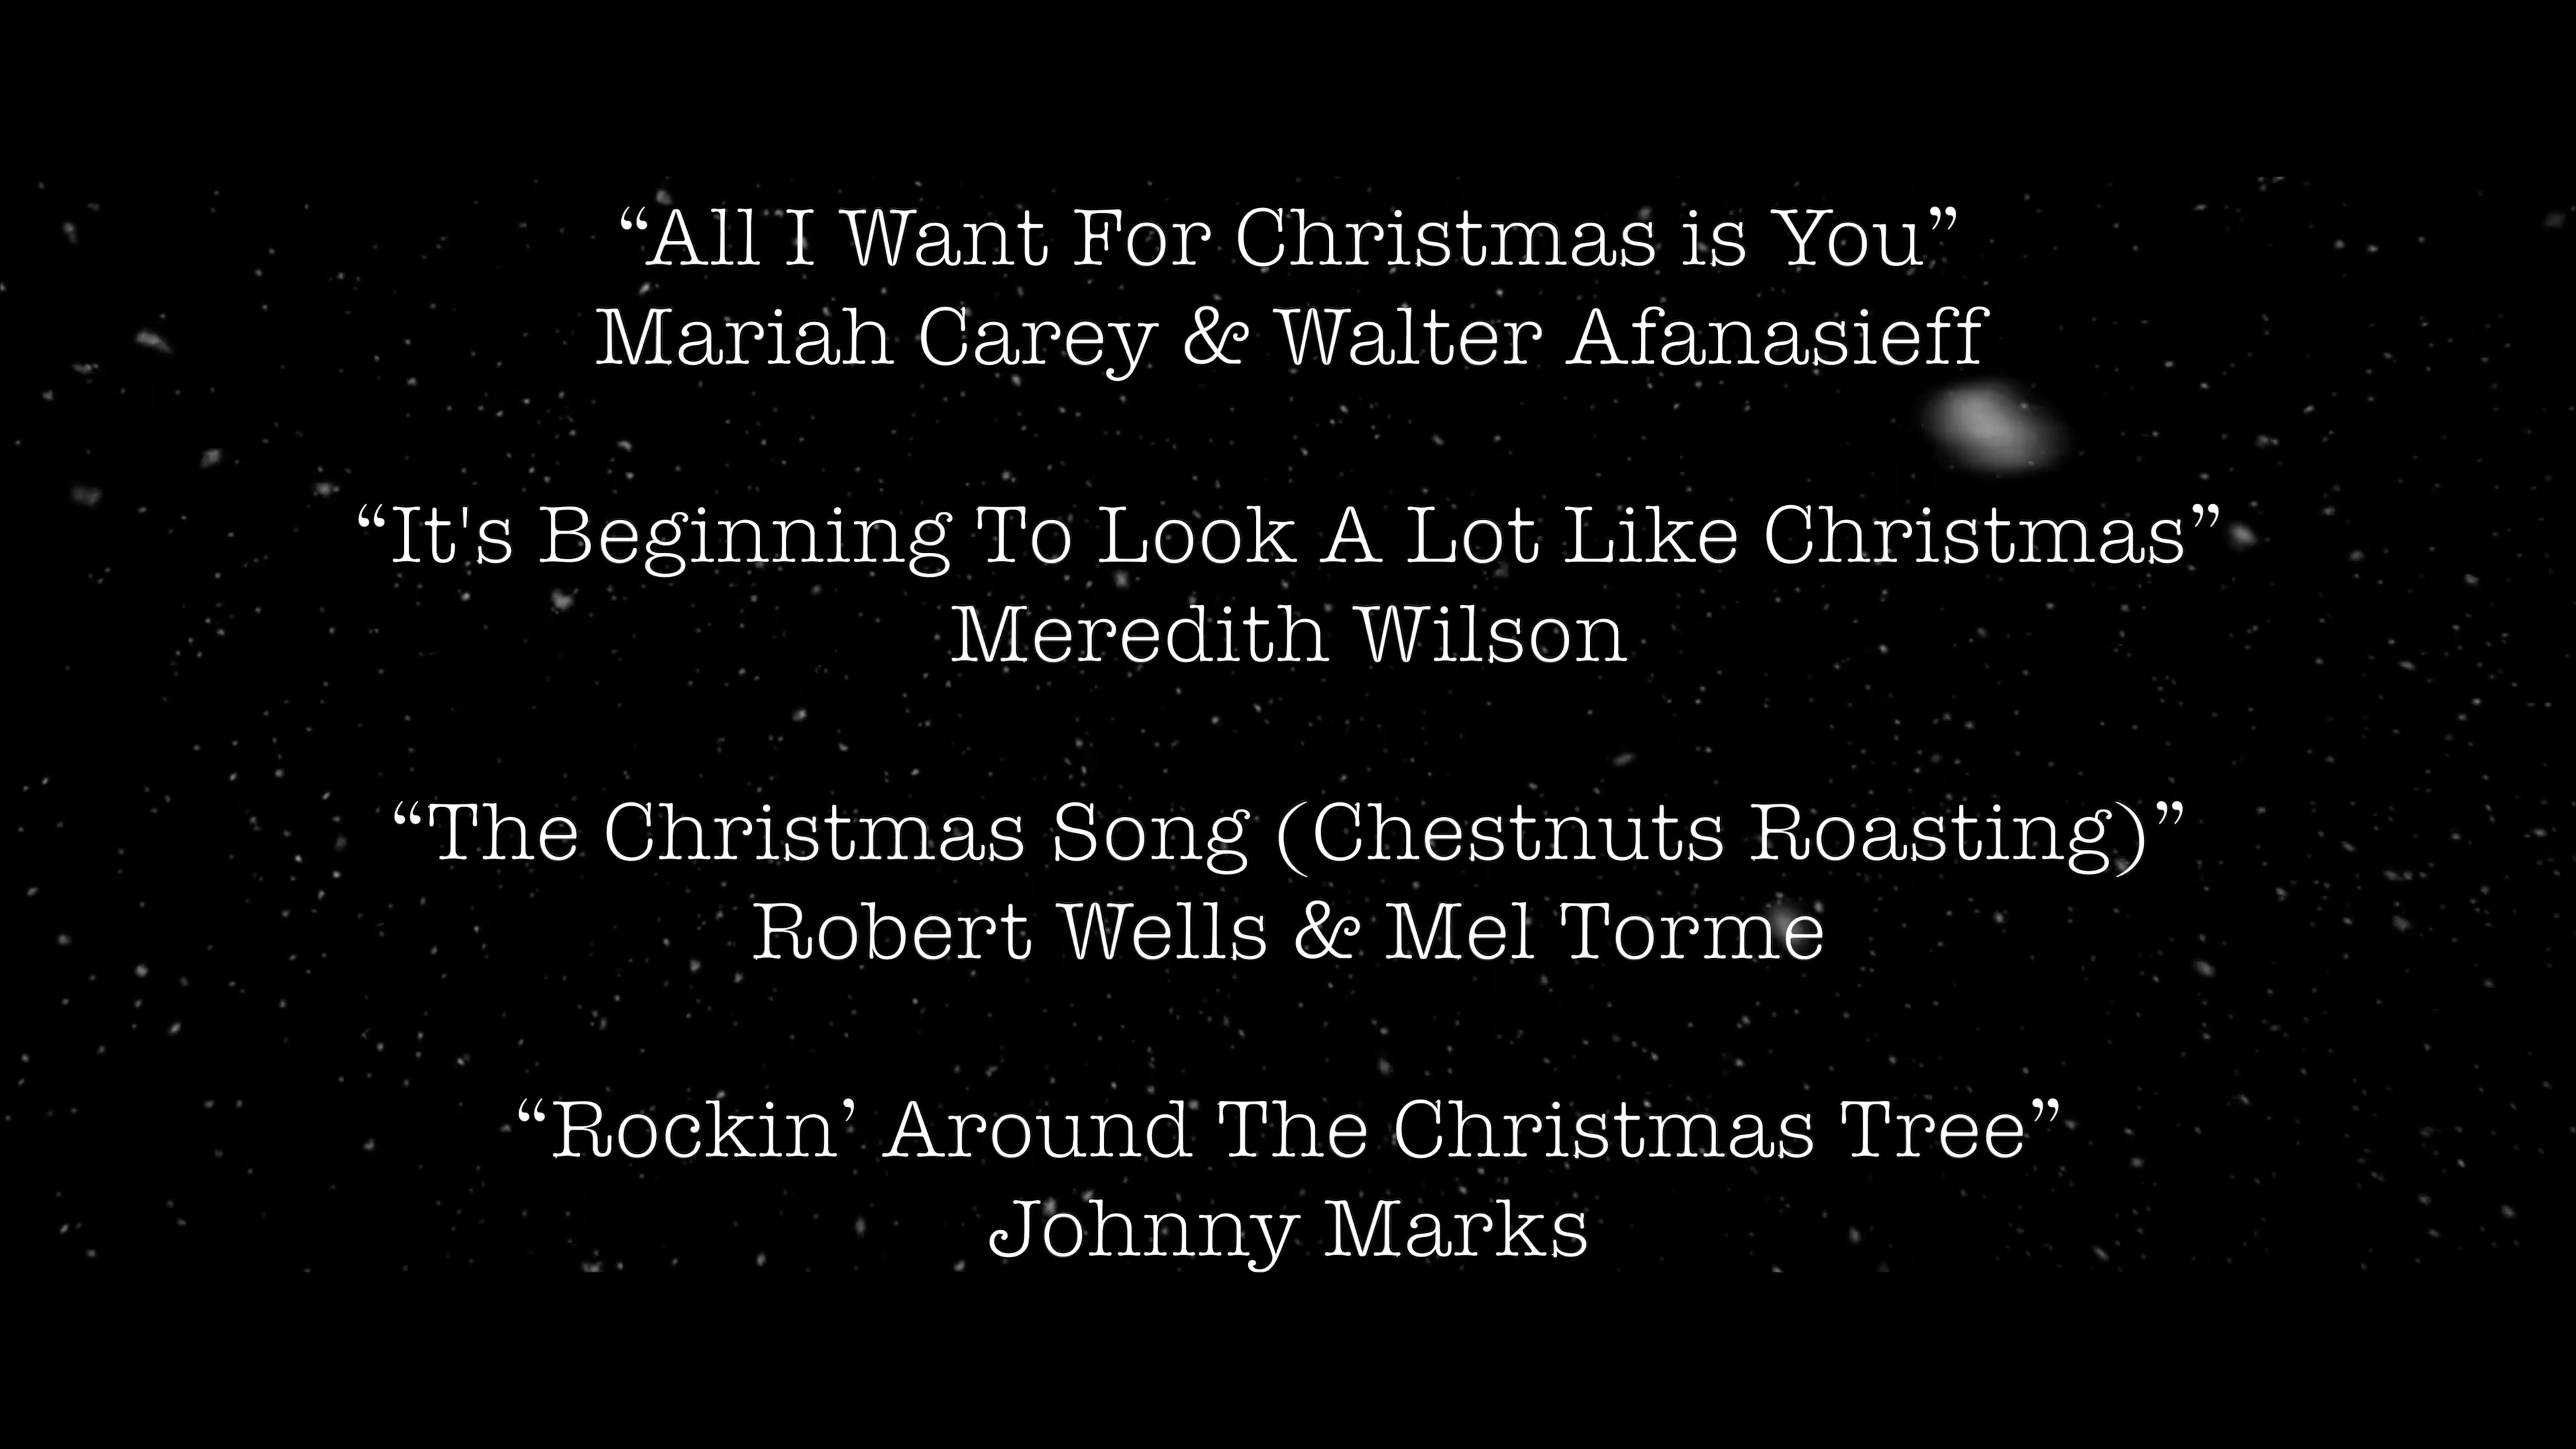 “All I Want For Christmas is You”
Mariah Carey & Walter Afanasieff
“It's Beginning To Look A Lot Like Christmas”
Meredith Wilson
“The Christmas Song (Chestnuts Roasting)”
Robert Wells & Mel Torme
“Rockin’ Around The Christmas Tree”
Johnny Marks